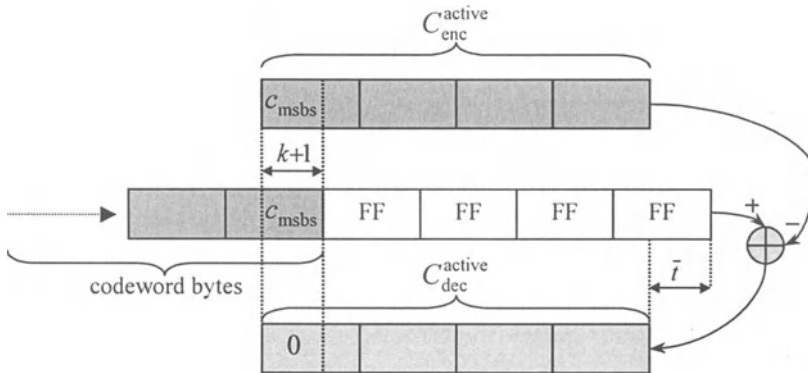 C_enc^active
c_msbs
k+1
c_msbs FF FF FF FF + −
codeword bytes C_dec^active t̄
0